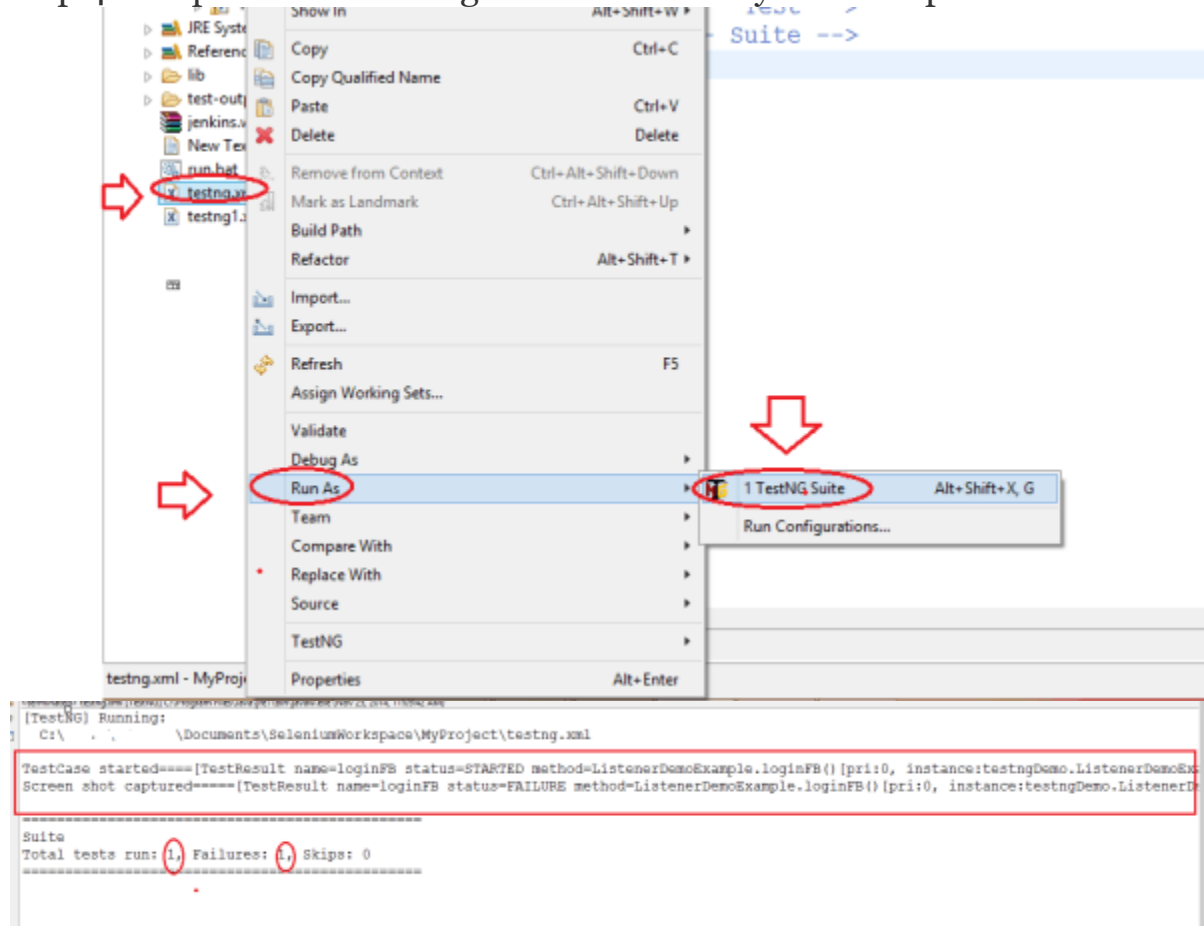 Show In Alt+Shift+W
Test
Suite -->
JRE Syste
Referenc
Copy Ctrl+C
lib
Copy Qualified Name
test-out
Paste Ctrl+V
jenkins.
Delete Delete
New Tex
run.bat
Remove from Context Ctrl+Alt+Shift+Down
testng.xm
Mark as Landmark Ctrl+Alt+Shift+Up
testng1.x
Build Path
Refactor Alt+Shift+T
Import...
Export...
Refresh F5
Assign Working Sets...
Validate
Debug As
Run As
1 TestNG Suite Alt+Shift+X, G
Team
Run Configurations...
Compare With
Replace With
Source
TestNG
testng.xml - MyProj
Properties Alt+Enter
[TestNG] Running:
C:\ \Documents\SeleniumWorkspace\MyProject\testng.xml
TestCase started====[TestResult name=loginFB status=STARTED method=ListenerDemoExample.loginFB()[pri:0, instance:testngDemo.ListenerDemoEx
Screen shot captured=====[TestResult name=loginFB status=FAILURE method=ListenerDemoExample.loginFB()[pri:0, instance:testngDemo.ListenerD
===============================================
Suite
Total tests run: 1, Failures: 1, Skips: 0
===============================================